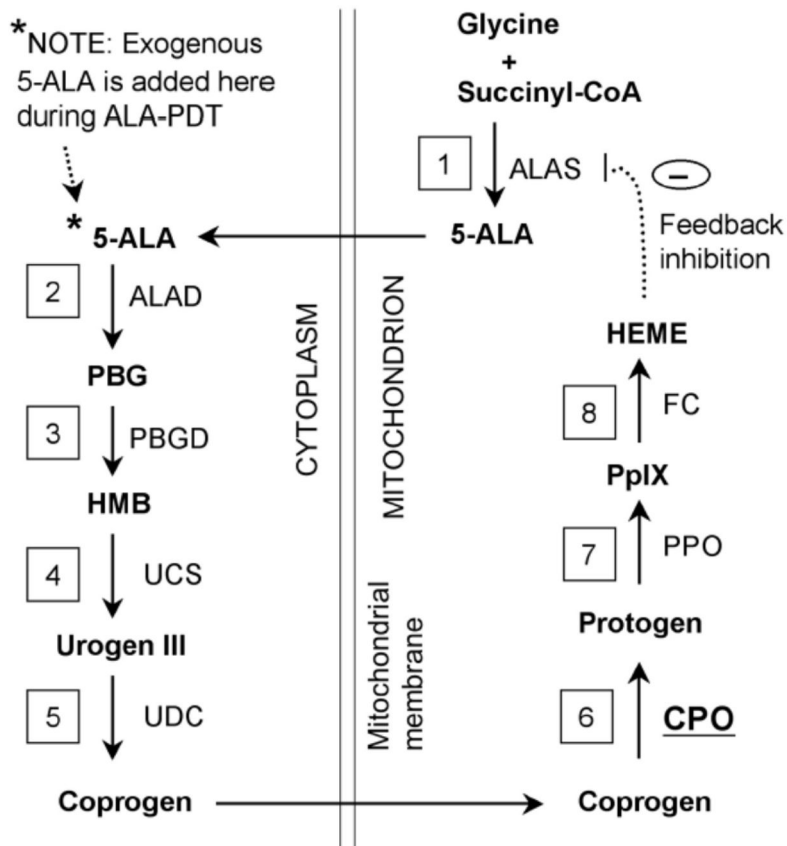 *NOTE: Exogenous
5-ALA is added here
during ALA-PDT
* 5-ALA
2
ALAD
PBG
3
PBGD
HMB
4
UCS
Urogen III
5
UDC
Coprogen
CYTOPLASM
MITOCHONDRION
Mitochondrial
membrane
Glycine
+
Succinyl-CoA
1
ALAS
−
Feedback
inhibition
5-ALA
HEME
8
FC
PpIX
7
PPO
Protogen
6
CPO
Coprogen